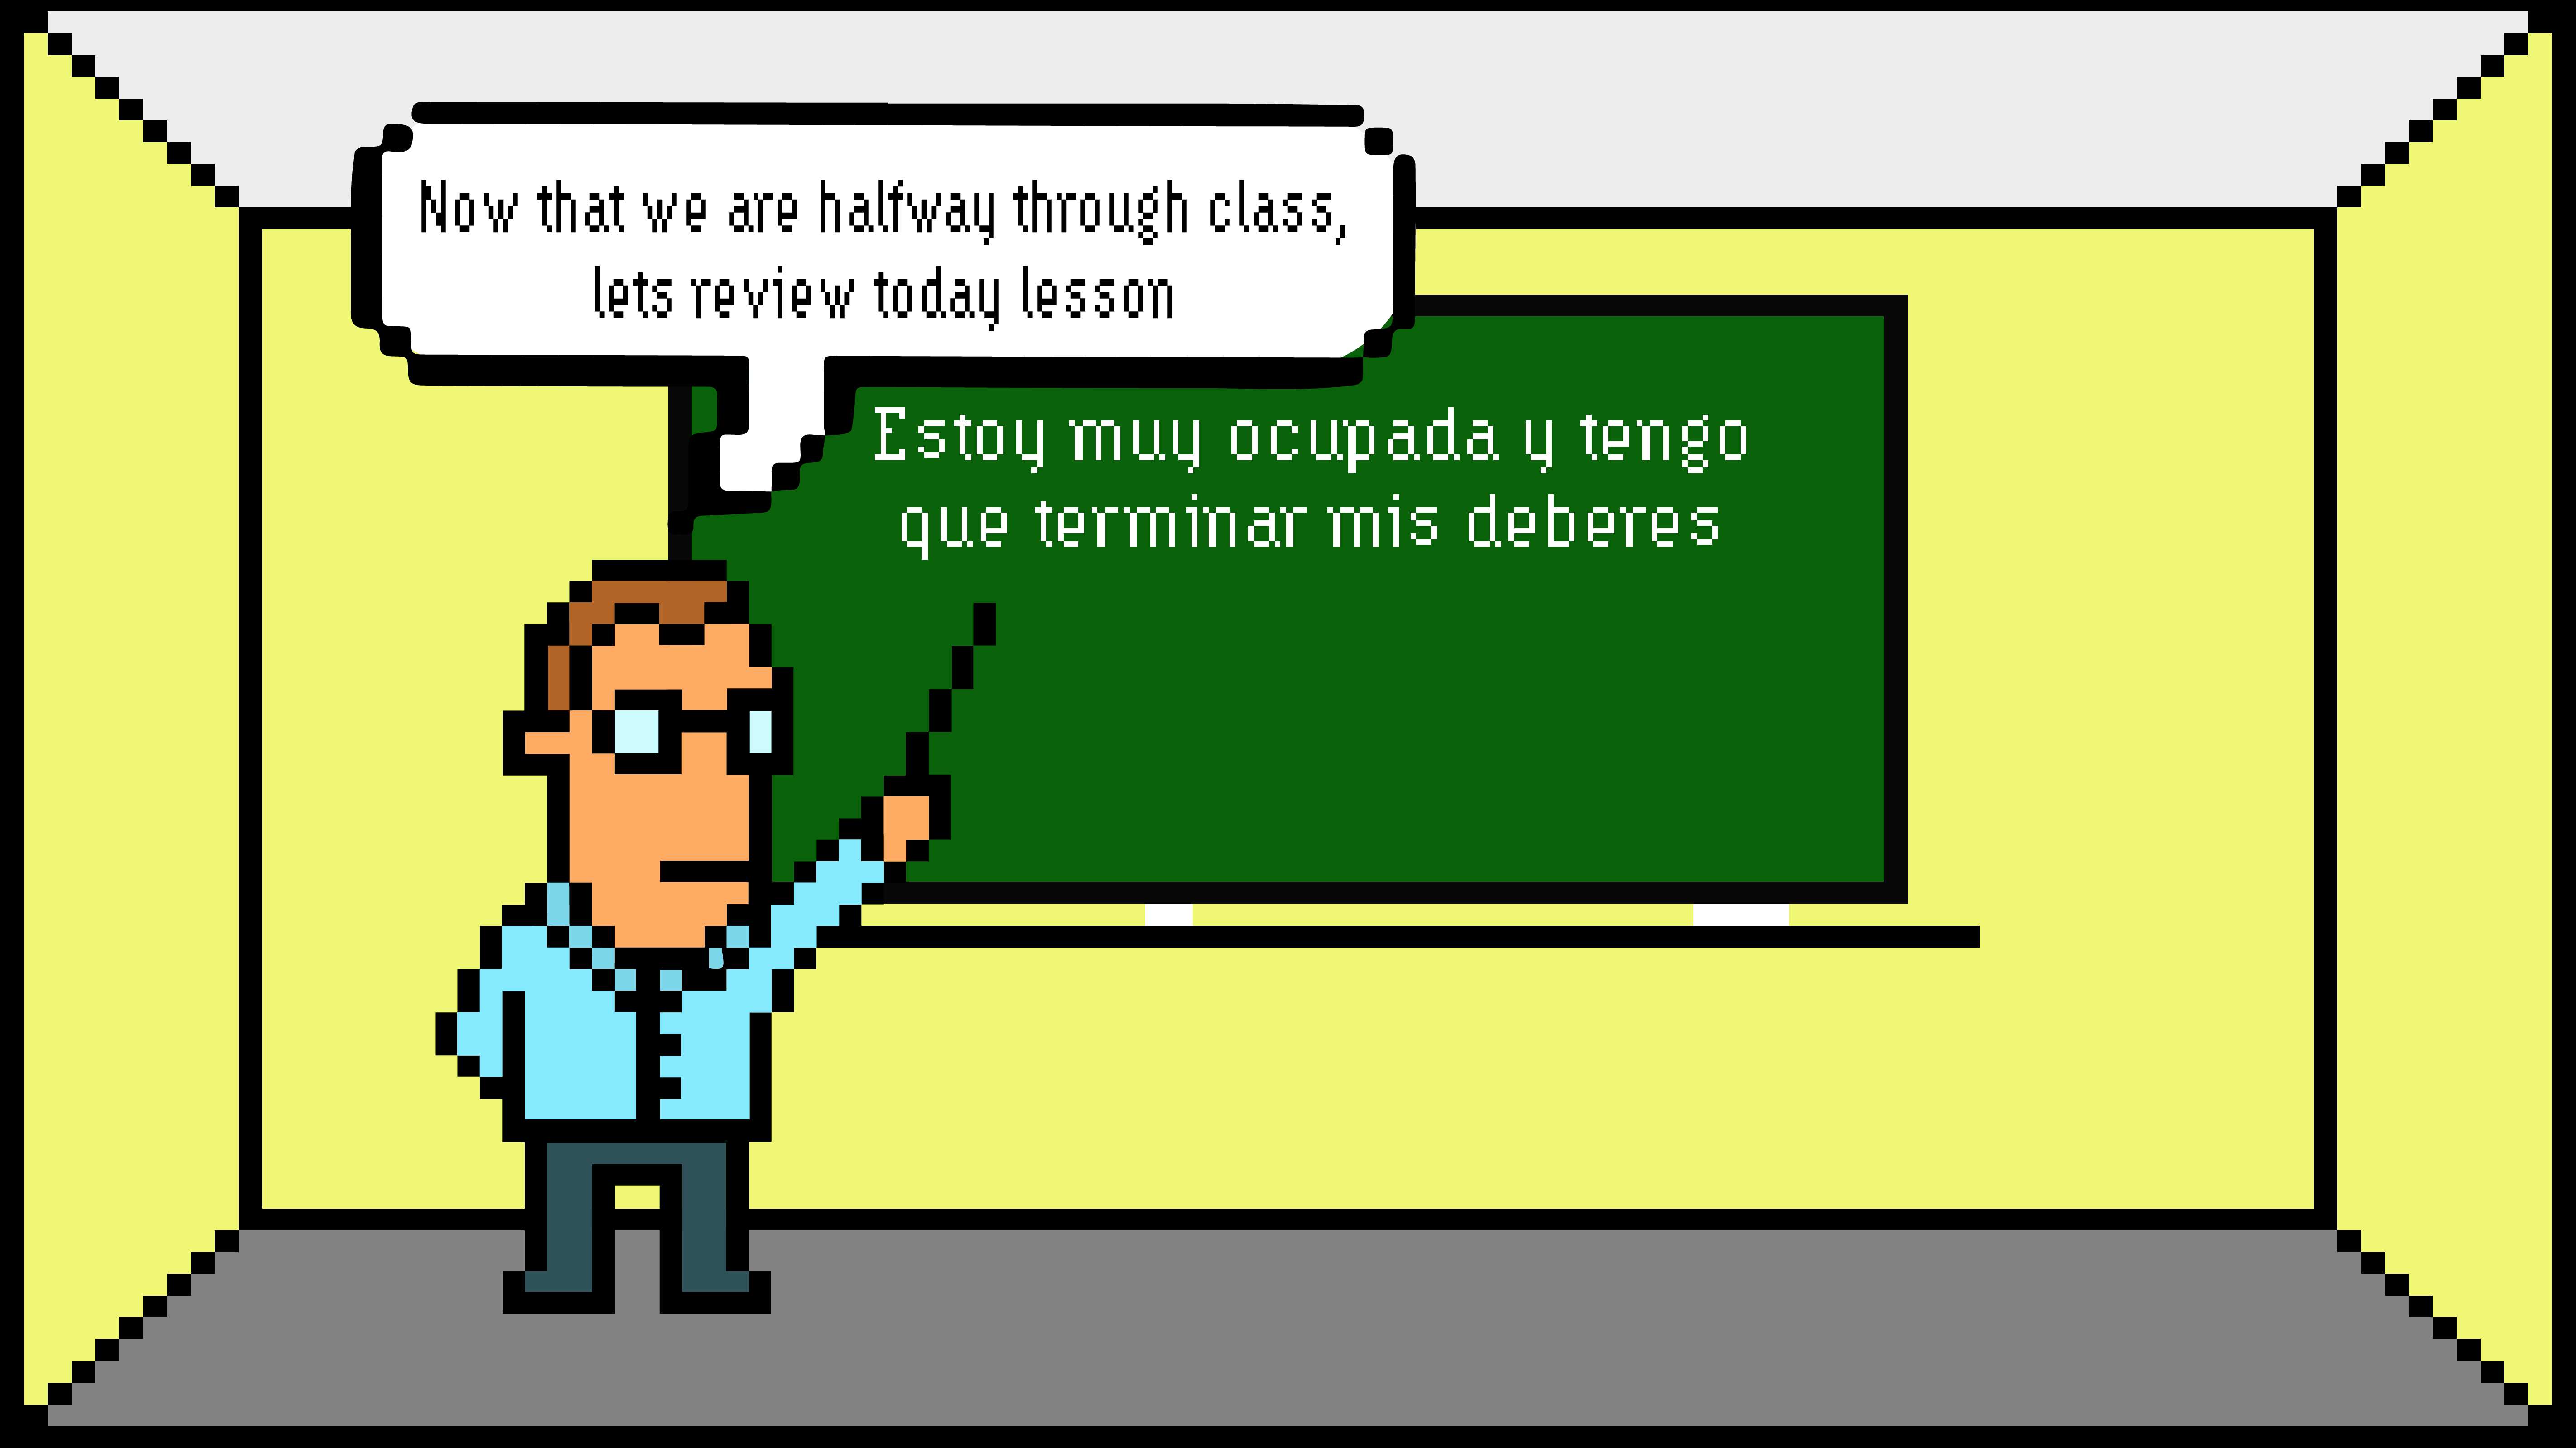 Now that we are halfway through class,
lets review today lesson
Estoy muy ocupada y tengo
que terminar mis deberes